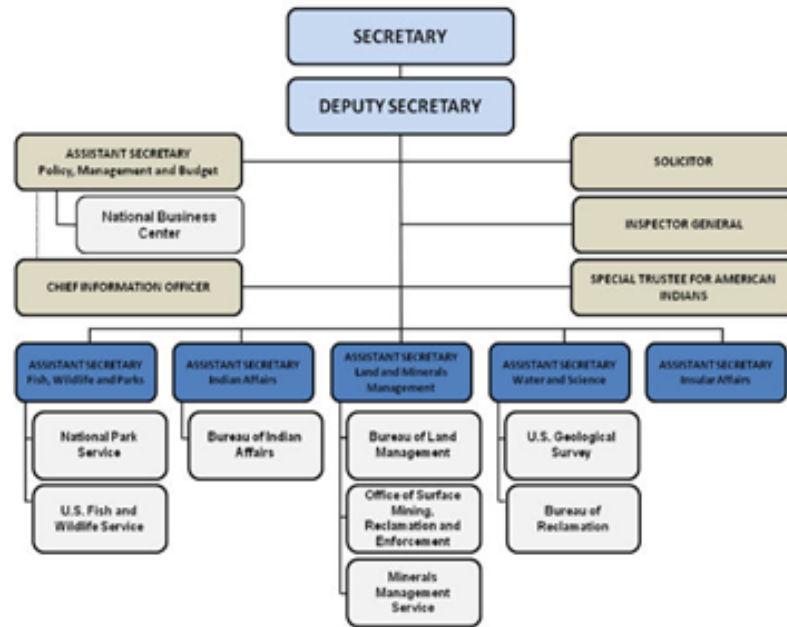 SECRETARY
DEPUTY SECRETARY
ASSISTANT SECRETARY
Policy, Management and Budget
SOLICITOR
National Business
Center
INSPECTOR GENERAL
CHIEF INFORMATION OFFICER
SPECIAL TRUSTEE FOR AMERICAN
INDIANS
ASSISTANT SECRETARY
Fish, Wildlife and Parks
ASSISTANT SECRETARY
Indian Affairs
ASSISTANT SECRETARY
Land and Minerals
Management
ASSISTANT SECRETARY
Water and Science
ASSISTANT SECRETARY
Insular Affairs
National Park
Service
U.S. Fish and
Wildlife Service
Bureau of Indian
Affairs
Bureau of Land
Management
Office of Surface
Mining,
Reclamation and
Enforcement
Minerals
Management
Service
U.S. Geological
Survey
Bureau of
Reclamation